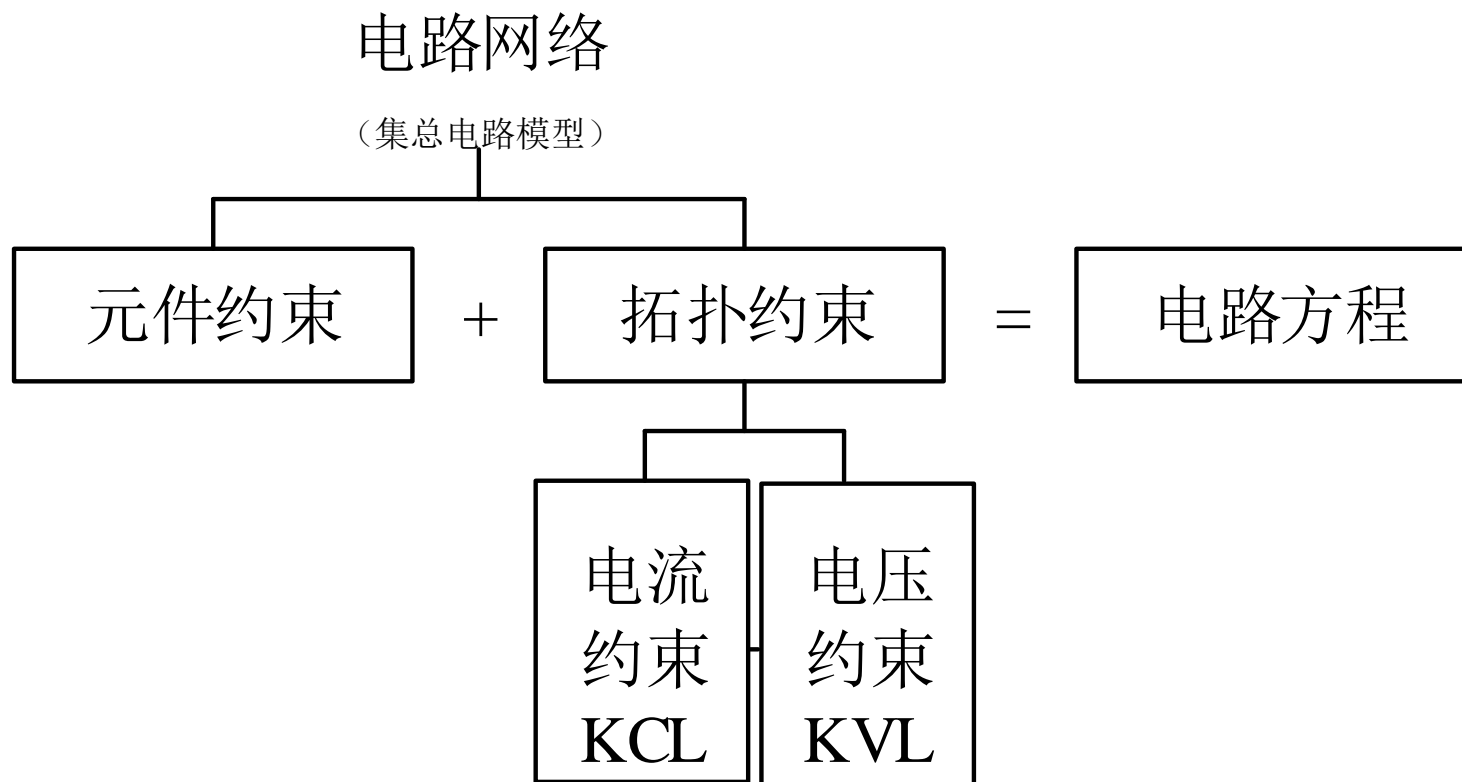 电路网络
（集总电路模型）
元件约束 + 拓扑约束 = 电路方程
电流
约束
KCL
电压
约束
KVL